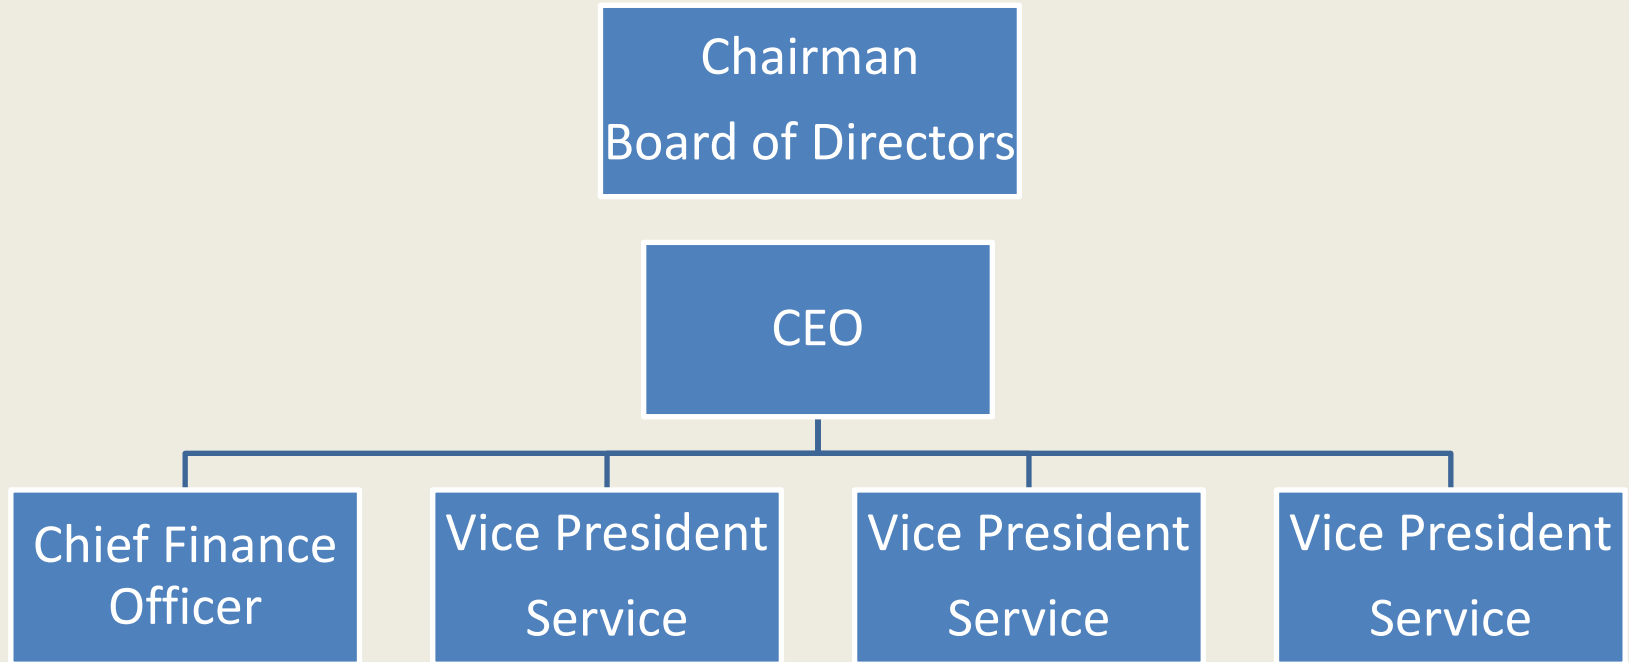 Chairman
Board of Directors
CEO
Chief Finance
Officer
Vice President
Service
Vice President
Service
Vice President
Service